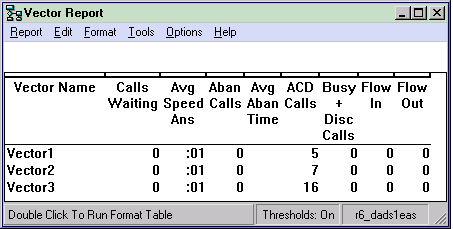 Vector Report
Report Edit Format Tools Options Help
Vector Name Calls Waiting Avg Speed Ans Aban Calls Avg Aban Time ACD Calls Busy + Disc Calls Flow In Flow Out
Vector1 0 :01 0 5 0 0 0
Vector2 0 :01 0 7 0 0 0
Vector3 0 :01 0 16 0 0 0
Double Click To Run Format Table Thresholds: On r6_dads1eas